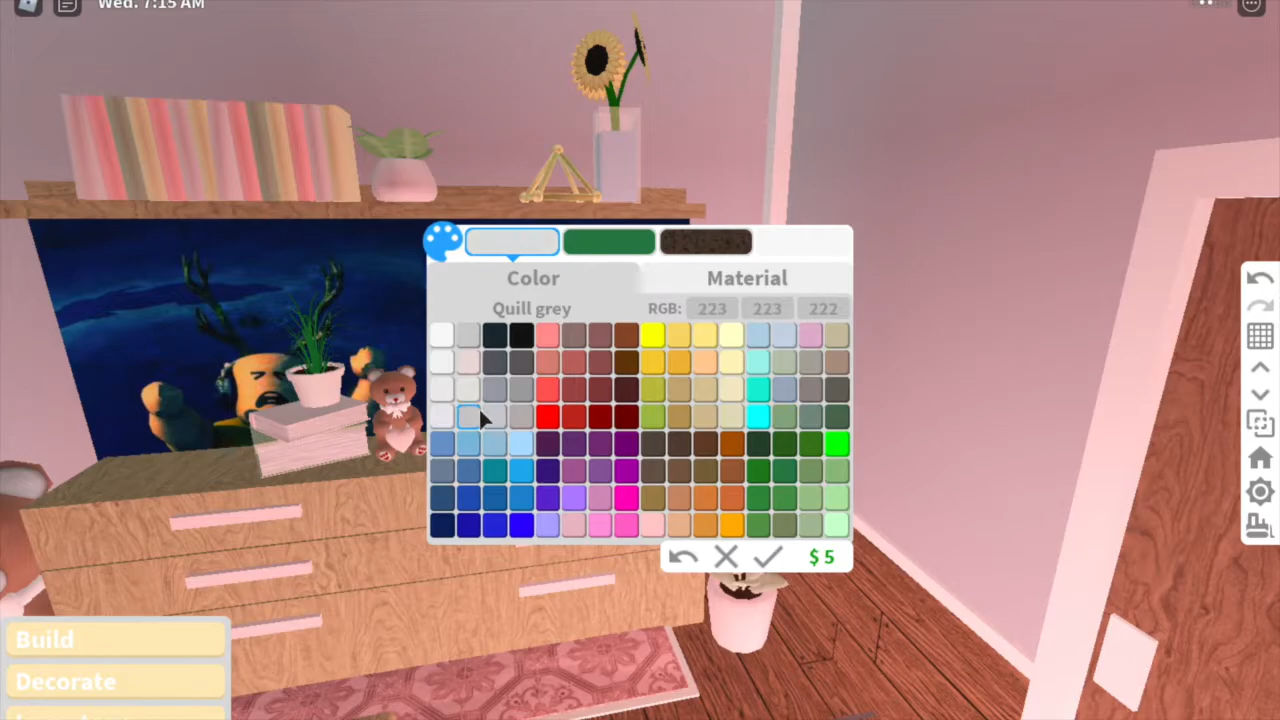 Wed. 7:15 AM
Color
Material
Quill grey
RGB: 223 223 222
$ 5
Build
Decorate